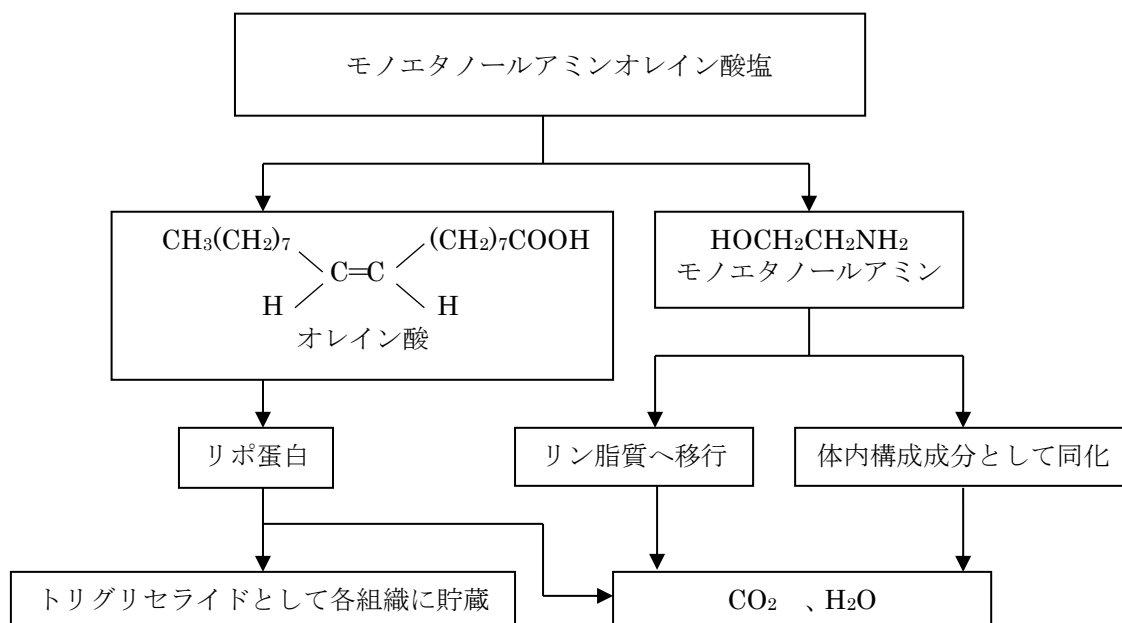 モノエタノールアミンオレイン酸塩
CH₃(CH₂)₇ (CH₂)₇COOH
C=C
H H
オレイン酸
HOCH₂CH₂NH₂
モノエタノールアミン
リポ蛋白
リン脂質へ移行
体内構成成分として同化
トリグリセライドとして各組織に貯蔵
CO₂ 、H₂O